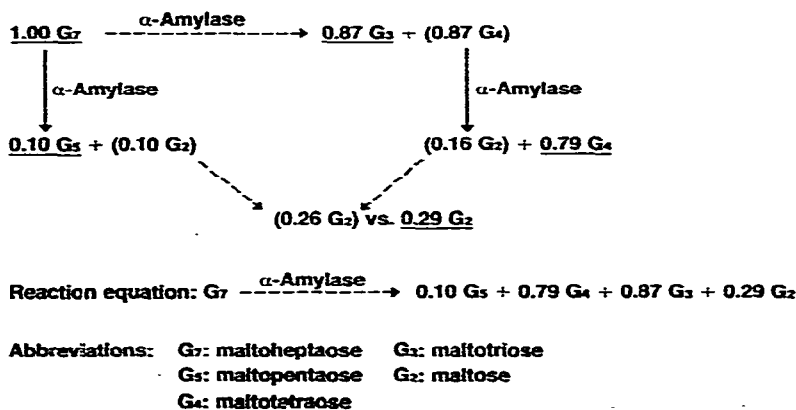 α-Amylase
1.00 G₇ 0.87 G₃ + (0.87 G₄)
α-Amylase α-Amylase
0.10 G₅ + (0.10 G₂) (0.16 G₂) + 0.79 G₄
(0.26 G₂) vs. 0.29 G₂
α-Amylase
Reaction equation: G₇ 0.10 G₅ + 0.79 G₄ + 0.87 G₃ + 0.29 G₂
Abbreviations: G₇: maltoheptaose G₃: maltotriose
G₅: maltopentaose G₂: maltose
G₄: maltotetraose